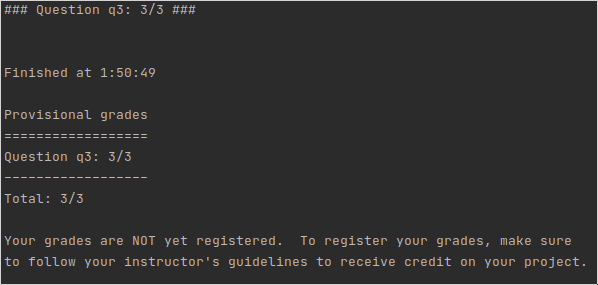 ### Question q3: 3/3 ###
Finished at 1:50:49
Provisional grades
==================
Question q3: 3/3
------------------
Total: 3/3
Your grades are NOT yet registered.  To register your grades, make sure
to follow your instructor's guidelines to receive credit on your project.